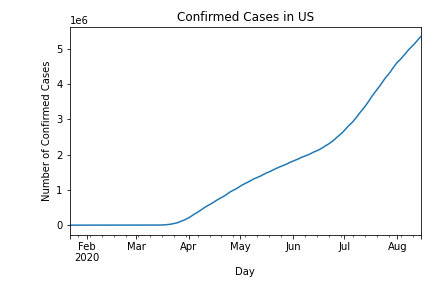 Confirmed Cases in US
1e6
5
4
3
2
1
0
Number of Confirmed Cases
Feb Mar Apr May Jun Jul Aug
2020
Day